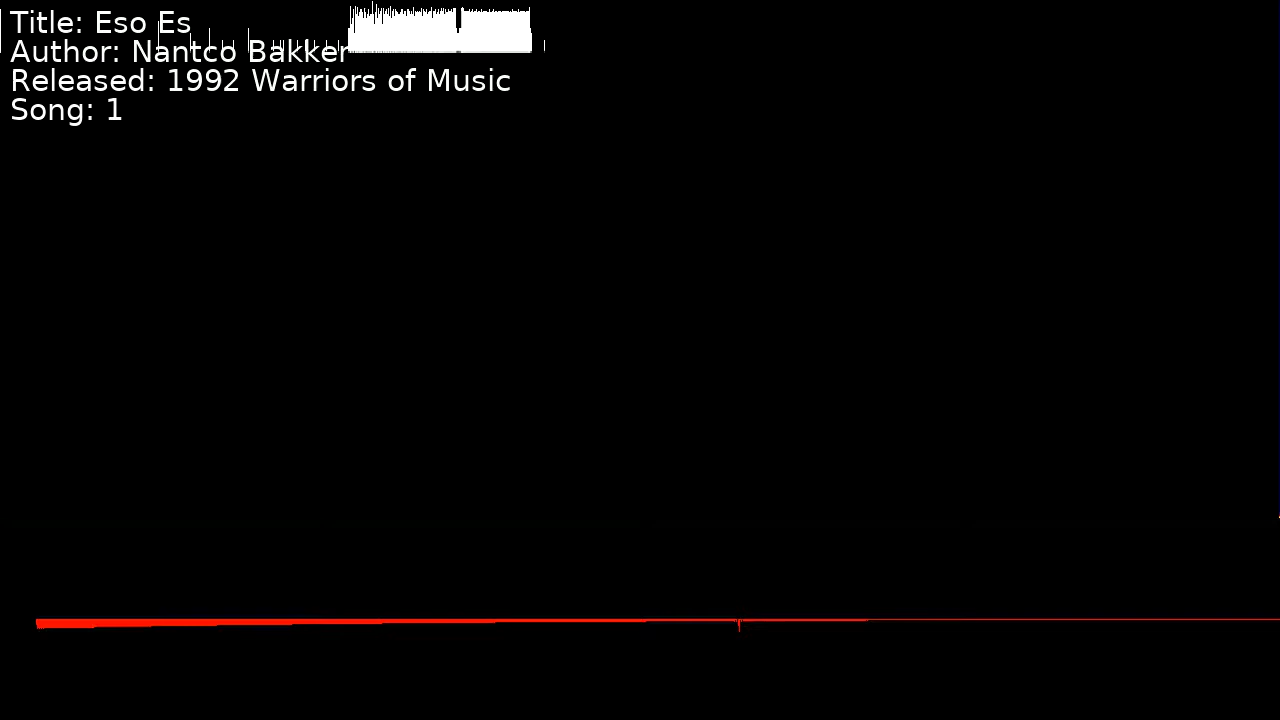 Title: Eso Es
Author: Nantco Bakker
Released: 1992 Warriors of Music
Song: 1